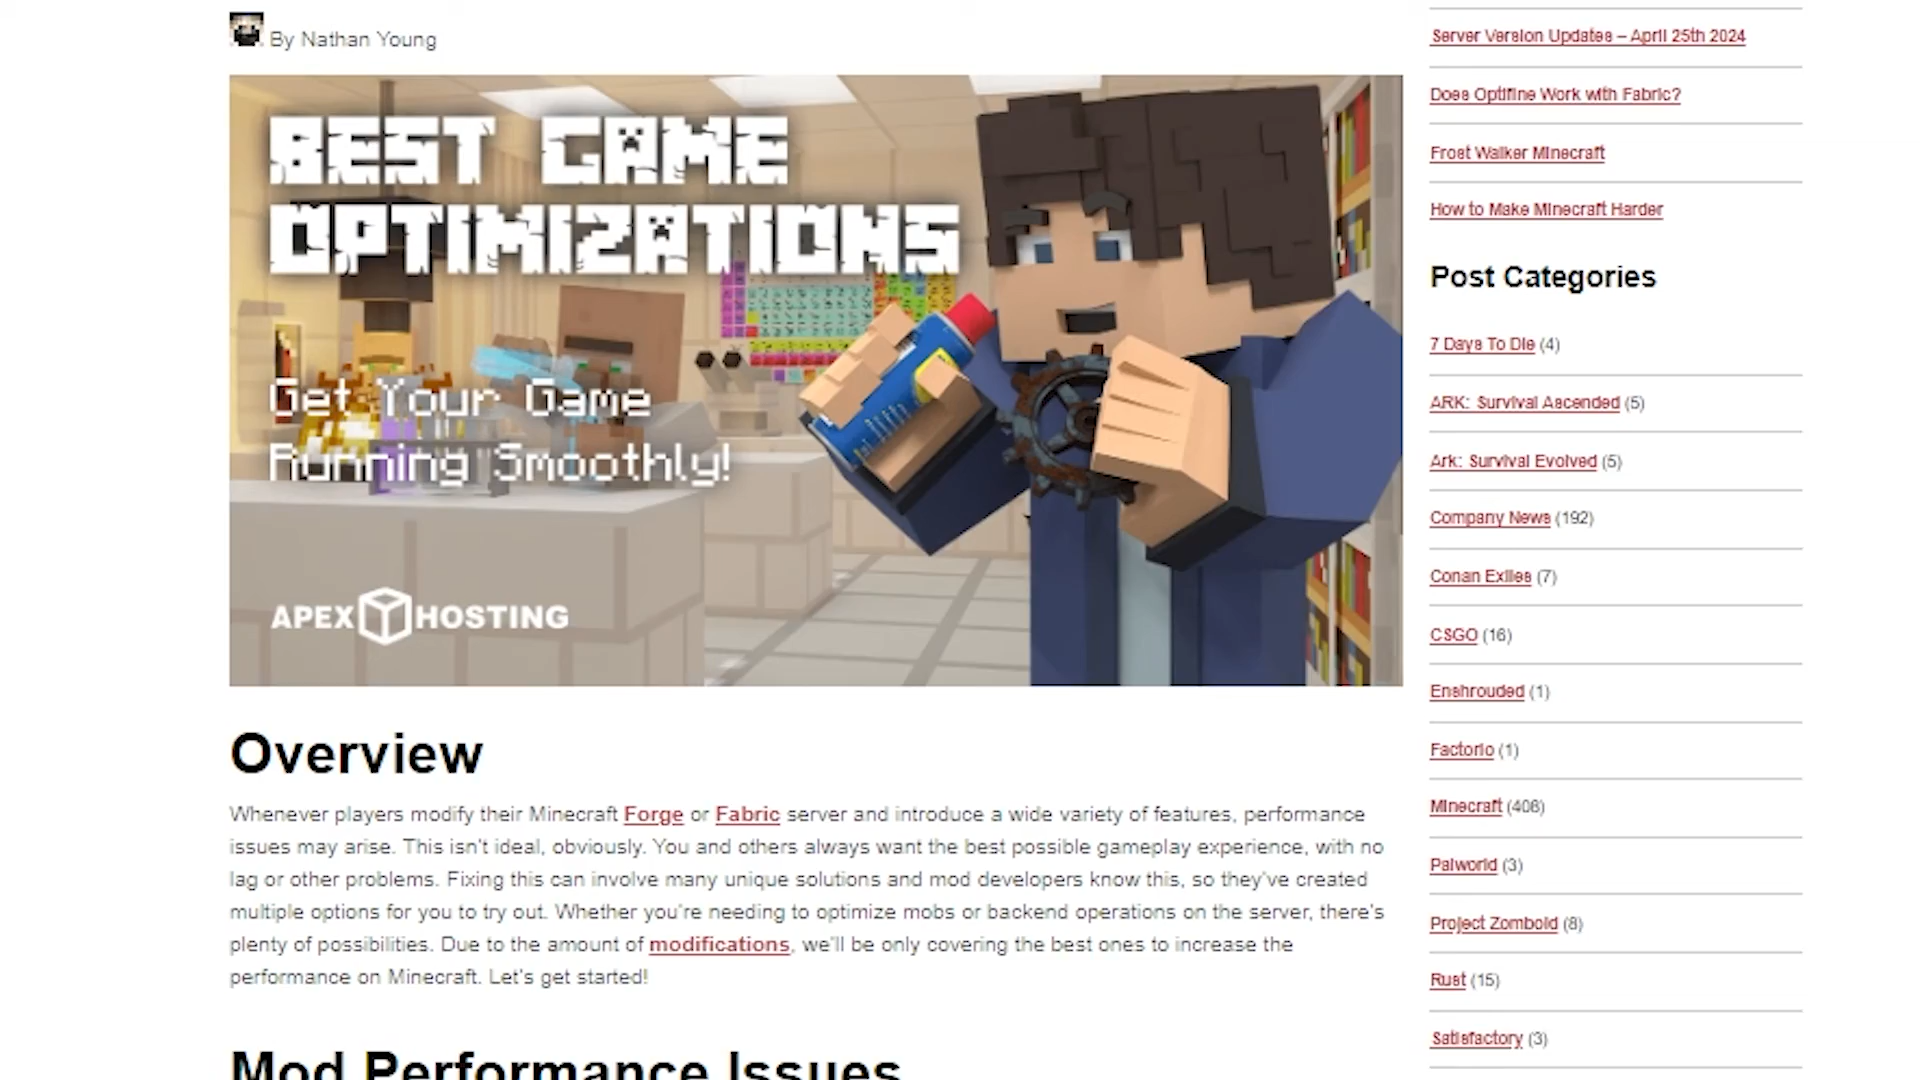 By Nathan Young
BEST GAME
OPTIMIZATIONS
Get Your Game
Running Smoothly!
APEX HOSTING
Overview
Whenever players modify their Minecraft Forge or Fabric server and introduce a wide variety of features, performance
issues may arise. This isn't ideal, obviously. You and others always want the best possible gameplay experience, with no
lag or other problems. Fixing this can involve many unique solutions and mod developers know this, so they've created
multiple options for you to try out. Whether you're needing to optimize mobs or backend operations on the server, there's
plenty of possibilities. Due to the amount of modifications, we'll be only covering the best ones to increase the
performance on Minecraft. Let's get started!
Mod Performance Issues
Server Version Updates – April 25th 2024
Does Optifine Work with Fabric?
Frost Walker Minecraft
How to Make Minecraft Harder
Post Categories
7 Days To Die (4)
ARK: Survival Ascended (5)
Ark: Survival Evolved (5)
Company News (192)
Conan Exiles (7)
CSGO (16)
Enshrouded (1)
Factorio (1)
Minecraft (406)
Palworld (3)
Project Zomboid (8)
Rust (15)
Satisfactory (3)